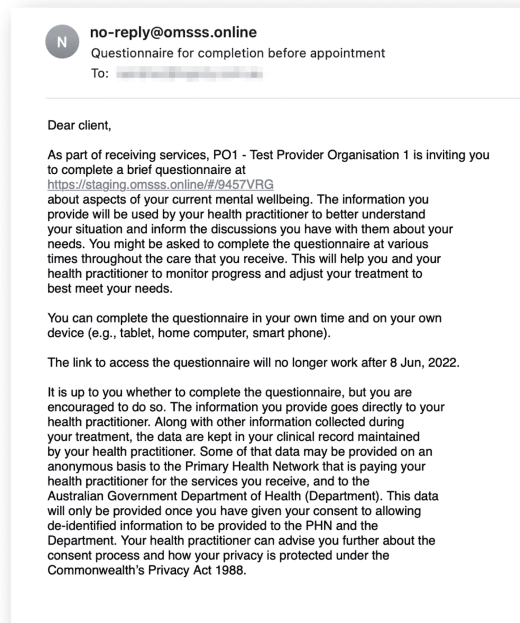 N
no-reply@omsss.online
Questionnaire for completion before appointment
To:
Dear client,
As part of receiving services, PO1 - Test Provider Organisation 1 is inviting you
to complete a brief questionnaire at
https://staging.omsss.online/#/9457VRG
about aspects of your current mental wellbeing. The information you
provide will be used by your health practitioner to better understand
your situation and inform the discussions you have with them about your
needs. You might be asked to complete the questionnaire at various
times throughout the care that you receive. This will help you and your
health practitioner to monitor progress and adjust your treatment to
best meet your needs.
You can complete the questionnaire in your own time and on your own
device (e.g., tablet, home computer, smart phone).
The link to access the questionnaire will no longer work after 8 Jun, 2022.
It is up to you whether to complete the questionnaire, but you are
encouraged to do so. The information you provide goes directly to your
health practitioner. Along with other information collected during
your treatment, the data are kept in your clinical record maintained
by your health practitioner. Some of that data may be provided on an
anonymous basis to the Primary Health Network that is paying your
health practitioner for the services you receive, and to the
Australian Government Department of Health (Department). This data
will only be provided once you have given your consent to allowing
de-identified information to be provided to the PHN and the
Department. Your health practitioner can advise you further about the
consent process and how your privacy is protected under the
Commonwealth's Privacy Act 1988.